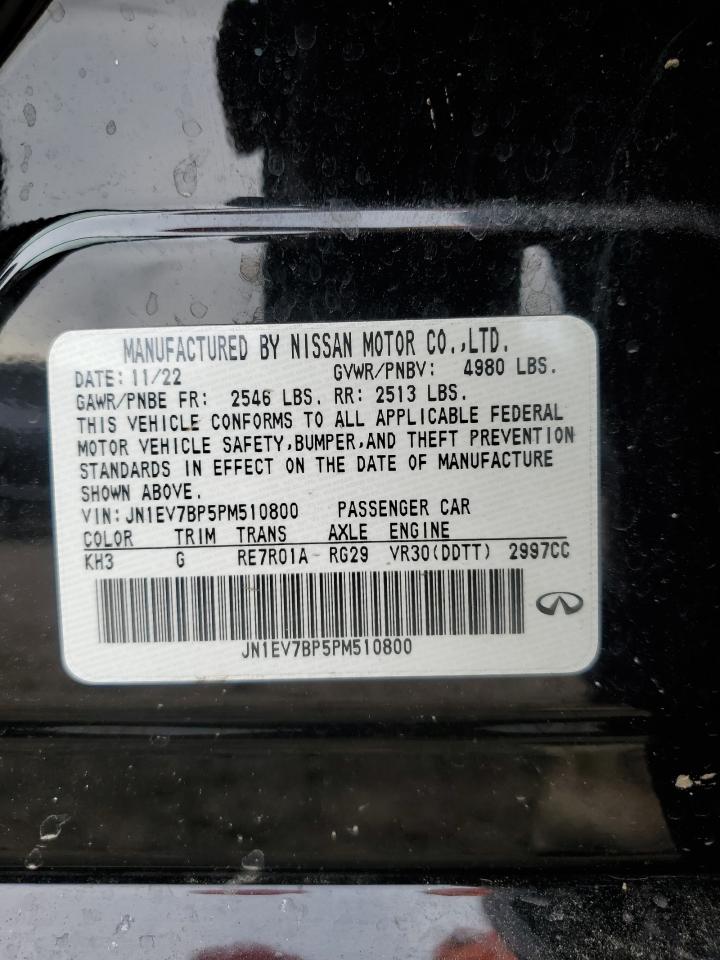 MANUFACTURED BY NISSAN MOTOR CO.,LTD.
DATE: 11/22 GVWR/PNBV: 4980 LBS.
GAWR/PNBE FR: 2546 LBS. RR: 2513 LBS.
THIS VEHICLE CONFORMS TO ALL APPLICABLE FEDERAL
MOTOR VEHICLE SAFETY,BUMPER,AND THEFT PREVENTION
STANDARDS IN EFFECT ON THE DATE OF MANUFACTURE
SHOWN ABOVE.
VIN: JN1EV7BP5PM510800 PASSENGER CAR
COLOR TRIM TRANS AXLE ENGINE
KH3 G RE7R01A RG29 VR30(DDTT) 2997CC
JN1EV7BP5PM510800